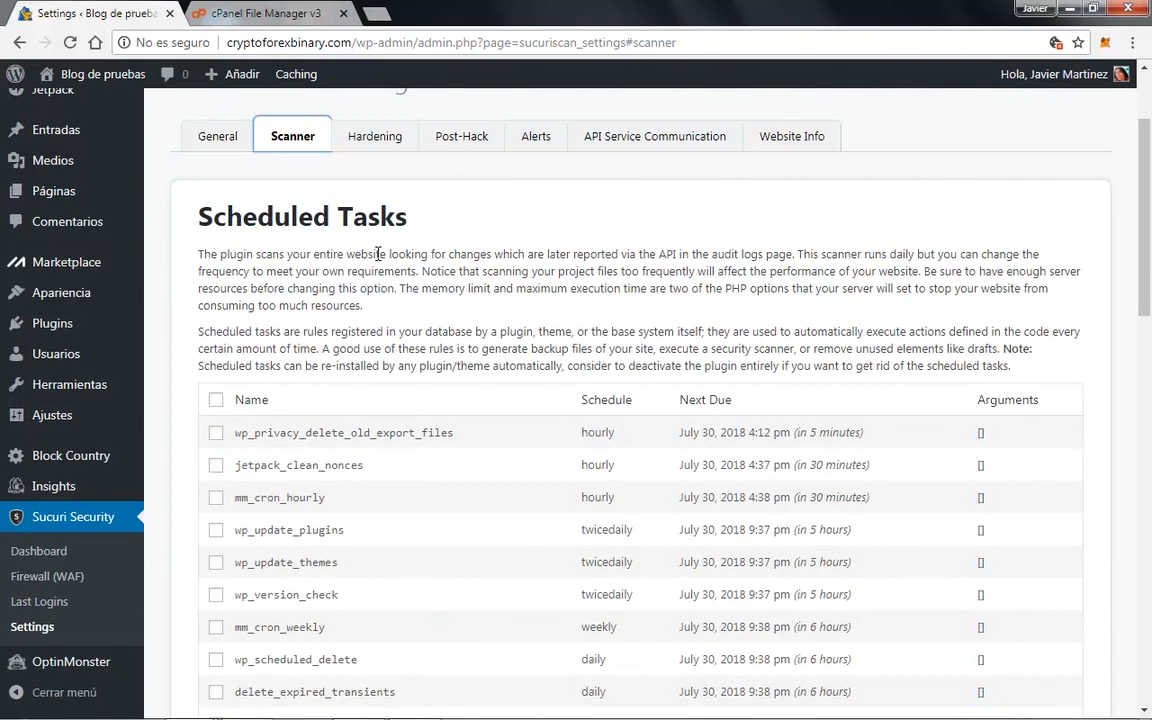 Settings ‹ Blog de prueba
cPanel File Manager v3
Javier
No es seguro
cryptoforexbinary.com/wp-admin/admin.php?page=sucuriscan_settings#scanner
Blog de pruebas
0
Añadir
Caching
Hola, Javier Martinez
Jetpack
Entradas
Medios
Páginas
Comentarios
Marketplace
Apariencia
Plugins
Usuarios
Herramientas
Ajustes
Block Country
Insights
Sucuri Security
Dashboard
Firewall (WAF)
Last Logins
Settings
OptinMonster
Cerrar menú
General
Scanner
Hardening
Post-Hack
Alerts
API Service Communication
Website Info
Scheduled Tasks
The plugin scans your entire website looking for changes which are later reported via the API in the audit logs page. This scanner runs daily but you can change the
frequency to meet your own requirements. Notice that scanning your project files too frequently will affect the performance of your website. Be sure to have enough server
resources before changing this option. The memory limit and maximum execution time are two of the PHP options that your server will set to stop your website from
consuming too much resources.
Scheduled tasks are rules registered in your database by a plugin, theme, or the base system itself; they are used to automatically execute actions defined in the code every
certain amount of time. A good use of these rules is to generate backup files of your site, execute a security scanner, or remove unused elements like drafts. Note:
Scheduled tasks can be re-installed by any plugin/theme automatically, consider to deactivate the plugin entirely if you want to get rid of the scheduled tasks.
Name Schedule Next Due Arguments
wp_privacy_delete_old_export_files hourly July 30, 2018 4:12 pm (in 5 minutes) []
jetpack_clean_nonces hourly July 30, 2018 4:37 pm (in 30 minutes) []
mm_cron_hourly hourly July 30, 2018 4:38 pm (in 30 minutes) []
wp_update_plugins twicedaily July 30, 2018 9:37 pm (in 5 hours) []
wp_update_themes twicedaily July 30, 2018 9:37 pm (in 5 hours) []
wp_version_check twicedaily July 30, 2018 9:37 pm (in 5 hours) []
mm_cron_weekly weekly July 30, 2018 9:38 pm (in 6 hours) []
wp_scheduled_delete daily July 30, 2018 9:38 pm (in 6 hours) []
delete_expired_transients daily July 30, 2018 9:38 pm (in 6 hours) []